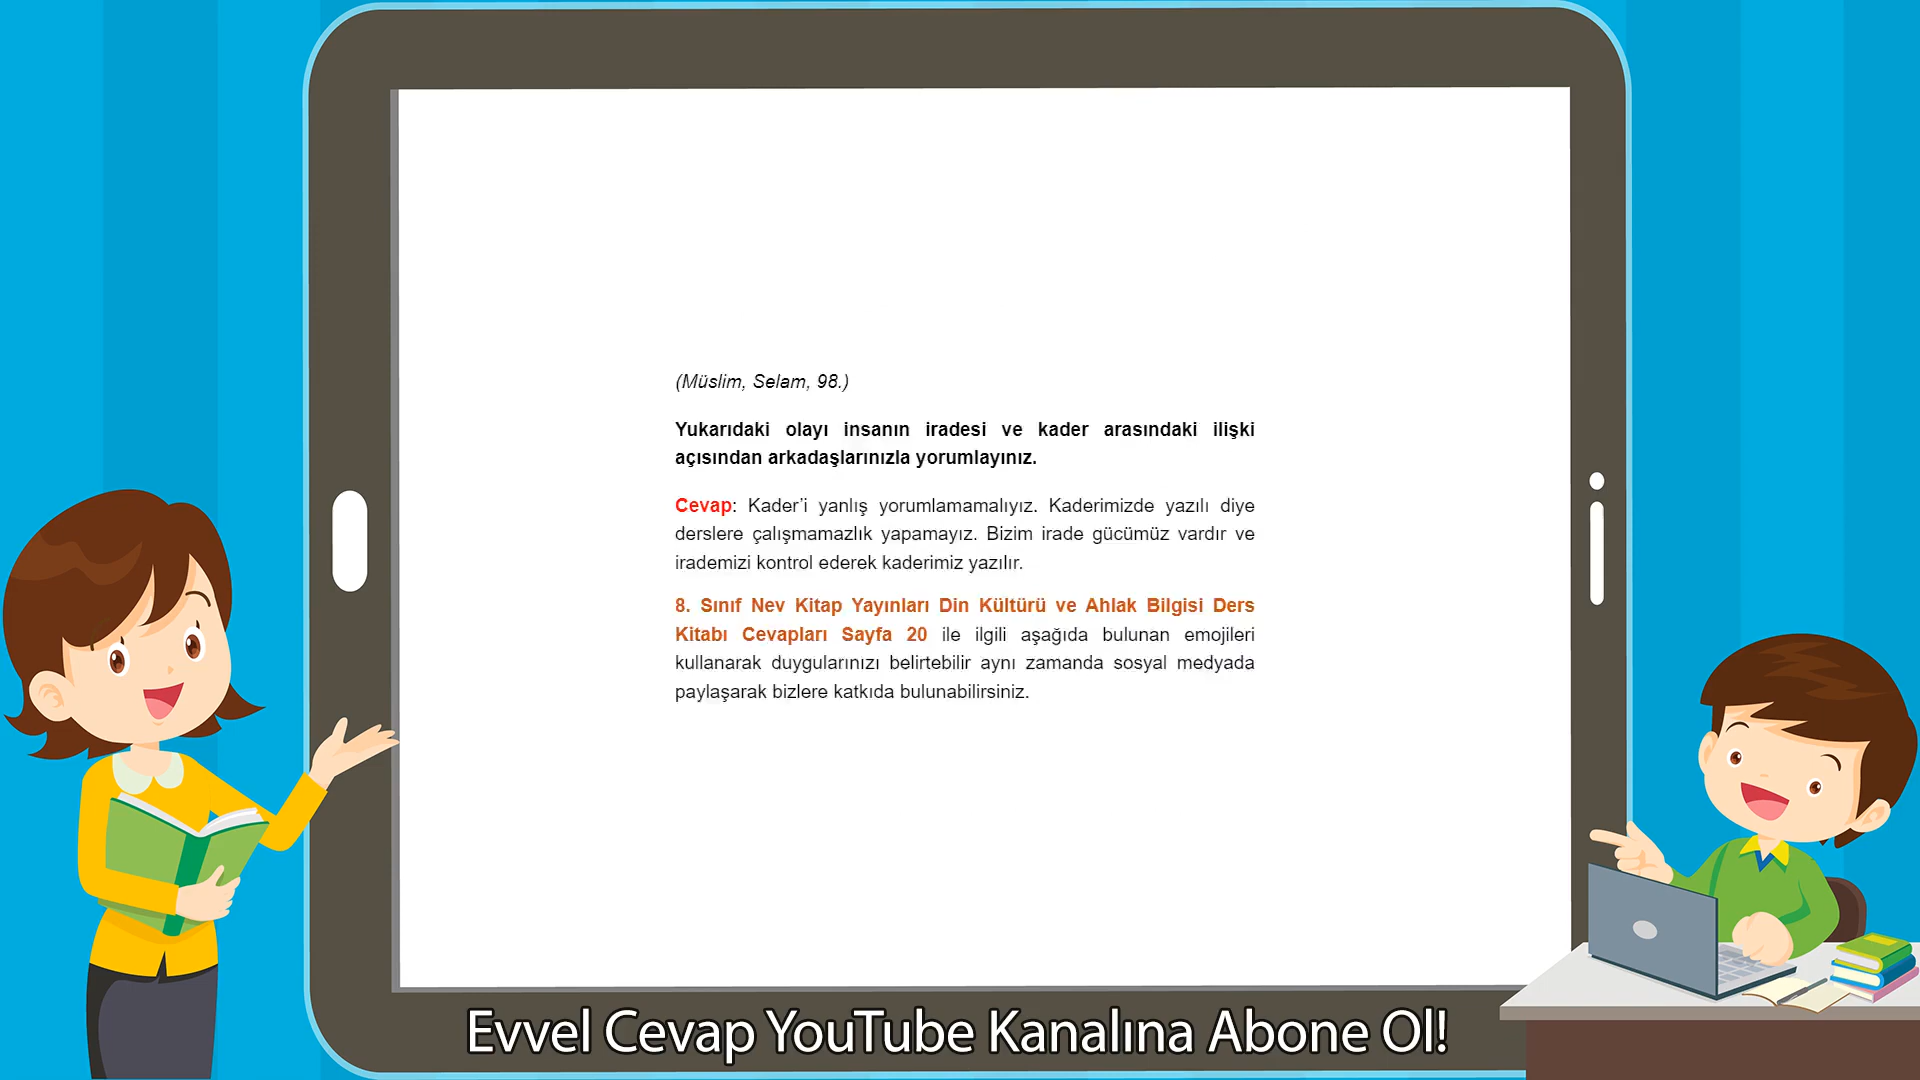 (Müslim, Selam, 98.)
Yukarıdaki olayı insanın iradesi ve kader arasındaki ilişki
açısından arkadaşlarınızla yorumlayınız.
Cevap: Kader’i yanlış yorumlamamalıyız. Kaderimizde yazılı diye
derslere çalışmamazlık yapamayız. Bizim irade gücümüz vardır ve
irademizi kontrol ederek kaderimiz yazılır.
8. Sınıf Nev Kitap Yayınları Din Kültürü ve Ahlak Bilgisi Ders
Kitabı Cevapları Sayfa 20 ile ilgili aşağıda bulunan emojileri
kullanarak duygularınızı belirtebilir aynı zamanda sosyal medyada
paylaşarak bizlere katkıda bulunabilirsiniz.
Evvel Cevap YouTube Kanalına Abone Ol!